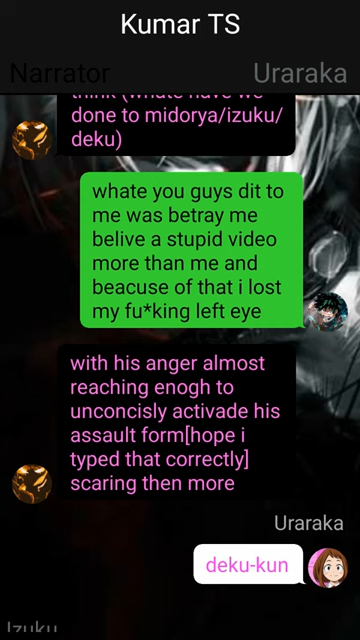 Kumar TS
Narrator
Uraraka
think (whate have we
done to midorya/izuku/
deku)
whate you guys dit to
me was betray me
belive a stupid video
more than me and
beacuse of that i lost
my fu*king left eye
with his anger almost
reaching enogh to
unconcisly activade his
assault form[hope i
typed that correctly]
scaring then more
Uraraka
deku-kun
Izuku